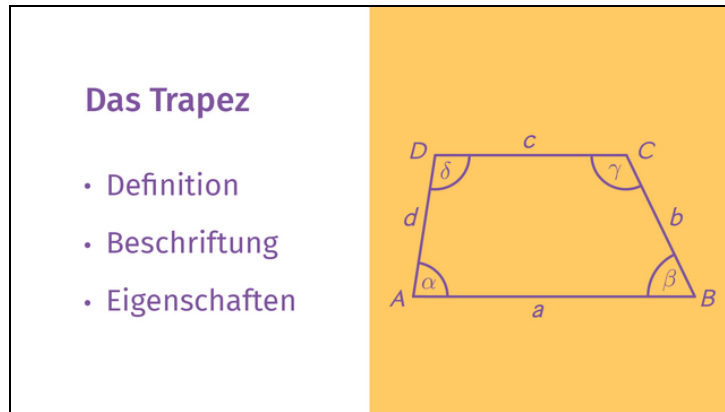 Das Trapez
• Definition
• Beschriftung
• Eigenschaften
D c C
δ γ
d b
α β
A B
a